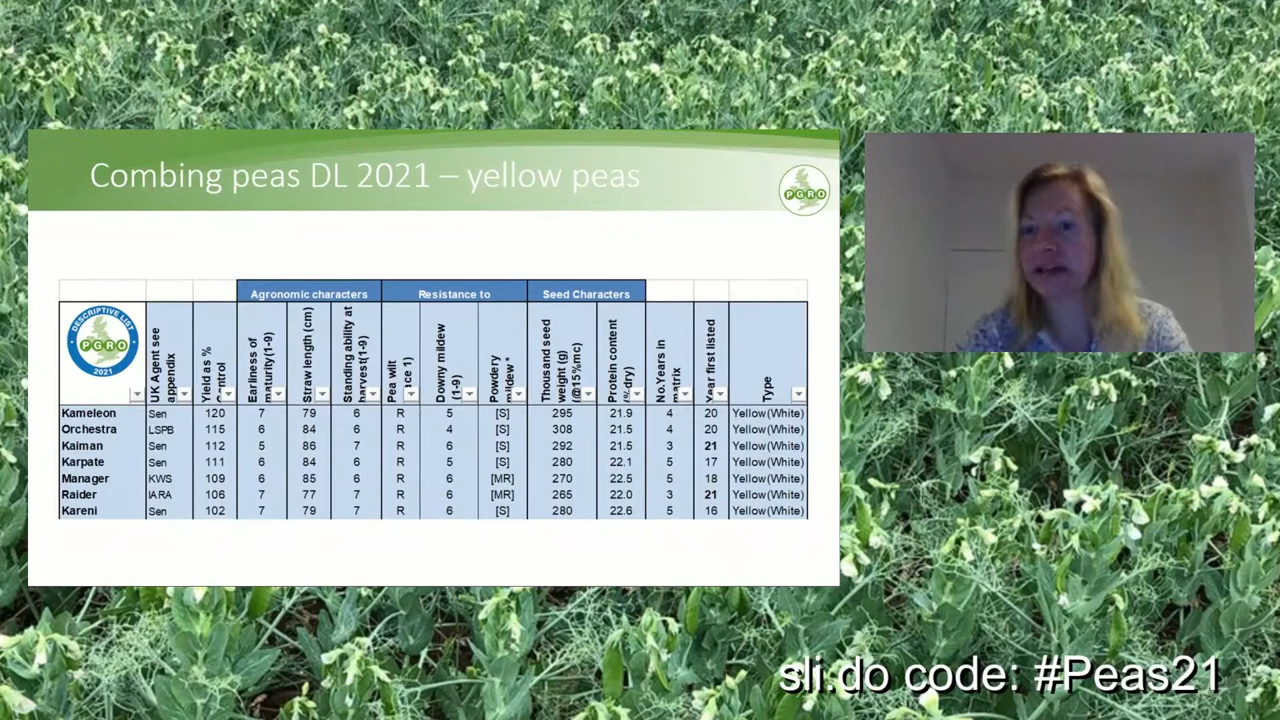 Combing peas DL 2021 – yellow peas
PGRO
Agronomic characters Resistance to Seed Characters
DESCRIPTIVE LIST
PGRO
2021
UK Agent see appendix
Yield as %
Earliness of maturity(1-9)
Straw length (cm)
Standing ability at harvest(1-9)
Pea wilt 1)
Downy mildew (1-9)
Powdery mildew *
Thousand seed weight (g) (@15%mc)
Protein content (%dry)
No.Years in
Year first listed
Type
Kameleon Sen 120 7 79 6 R 5 [S] 295 21.9 4 20 Yellow(White)
Orchestra LSPB 115 6 84 6 R 4 [S] 308 21.5 4 20 Yellow(White)
Kaiman Sen 112 5 86 7 R 6 [S] 292 21.5 3 21 Yellow(White)
Karpate Sen 111 6 84 6 R 5 [S] 280 22.1 5 17 Yellow(White)
Manager KWS 109 6 85 6 R 6 [MR] 270 22.5 5 18 Yellow(White)
Raider IARA 106 7 77 7 R 6 [MR] 265 22.0 3 21 Yellow(White)
Kareni Sen 102 7 79 7 R 6 [S] 280 22.6 5 16 Yellow(White)
sli.do code: #Peas21